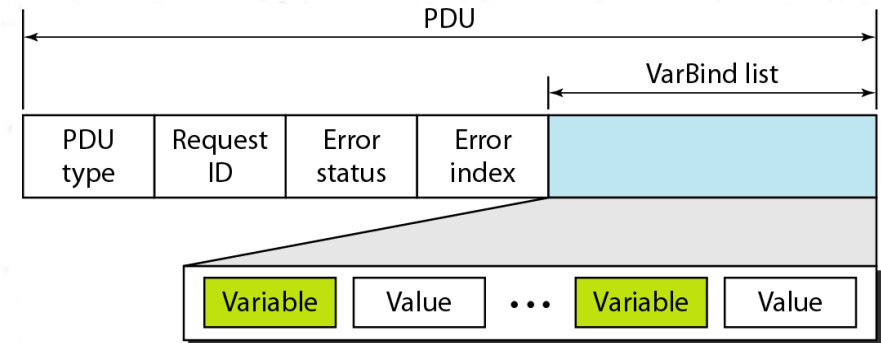 PDU
VarBind list
PDU type
Request ID
Error status
Error index
Variable Value ••• Variable Value